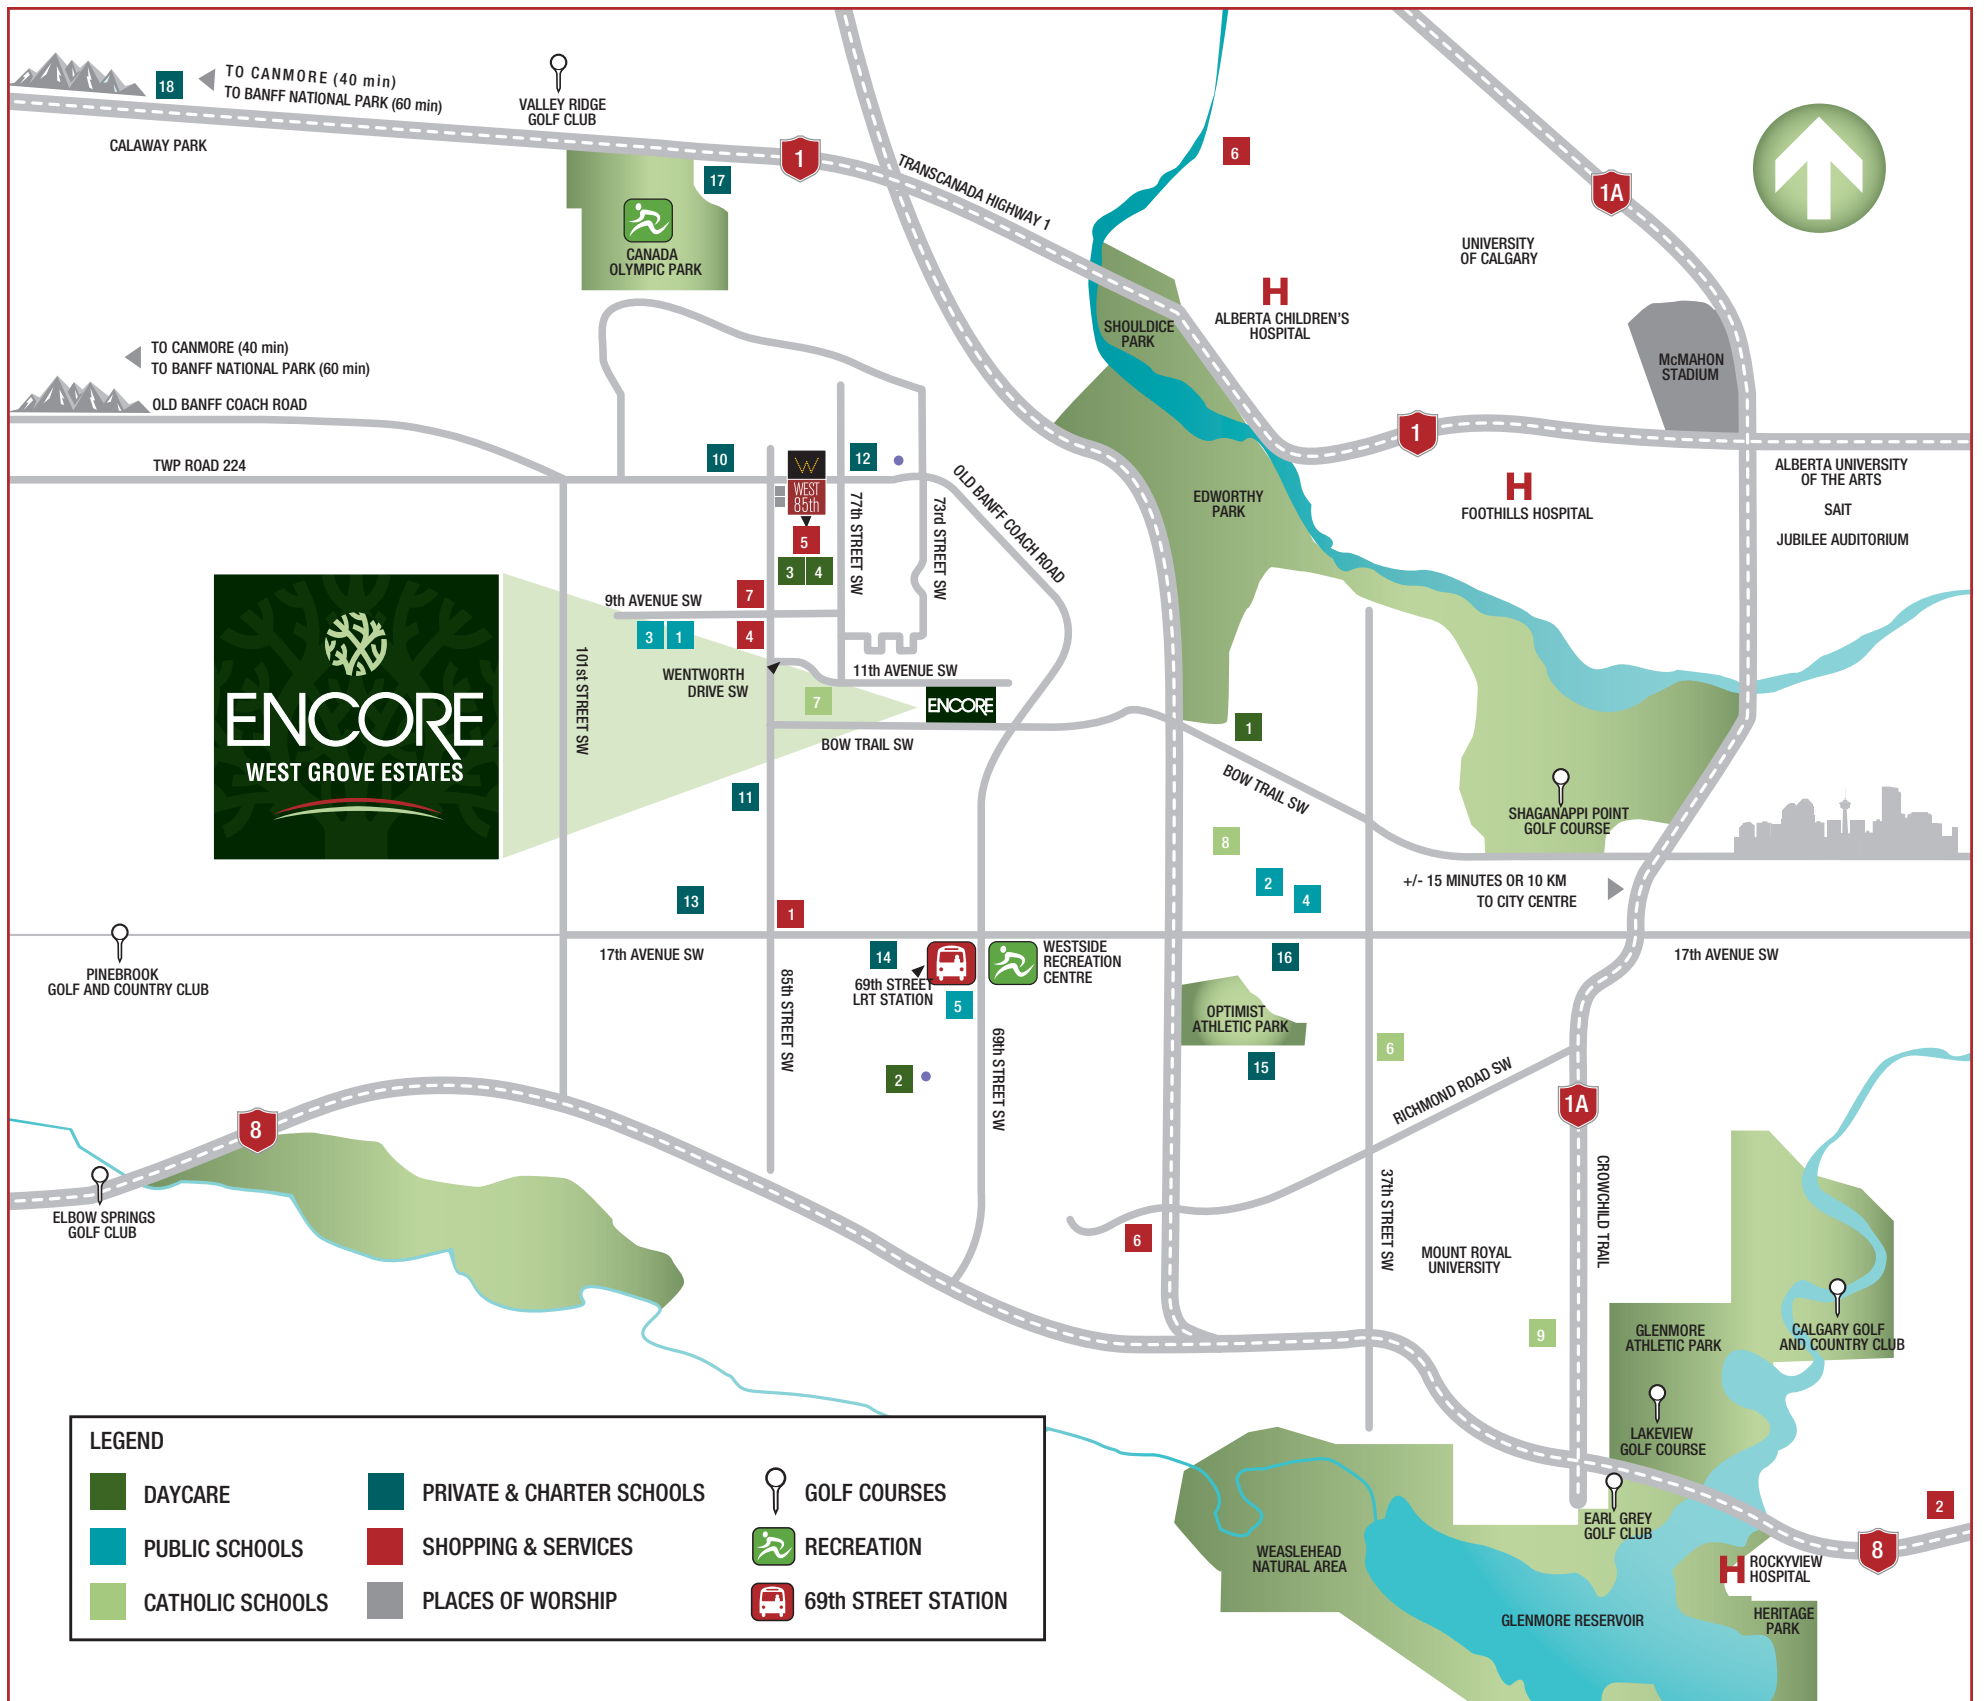 18
TO CANMORE (40 min)
TO BANFF NATIONAL PARK (60 min)
VALLEY RIDGE
GOLF CLUB
CALAWAY PARK
1
17
CANADA
OLYMPIC PARK
TRANSCANADA HIGHWAY 1
6
1A
UNIVERSITY
OF CALGARY
H
ALBERTA CHILDREN'S
HOSPITAL
SHOULDICE
PARK
McMAHON
STADIUM
TO CANMORE (40 min)
TO BANFF NATIONAL PARK (60 min)
OLD BANFF COACH ROAD
TWP ROAD 224
10
W
WEST
85th
12
5
3
4
77th STREET SW
73rd STREET SW
OLD BANFF COACH ROAD
1
EDWORTHY
PARK
H
FOOTHILLS HOSPITAL
ALBERTA UNIVERSITY
OF THE ARTS
SAIT
JUBILEE AUDITORIUM
ENCORE
WEST GROVE ESTATES
101st STREET SW
9th AVENUE SW
7
3
1
4
WENTWORTH
DRIVE SW
11th AVENUE SW
7
ENCORE
BOW TRAIL SW
1
BOW TRAIL SW
11
SHAGANAPPI POINT
GOLF COURSE
8
2
4
+/- 15 MINUTES OR 10 KM
TO CITY CENTRE
13
1
17th AVENUE SW
17th AVENUE SW
PINEBROOK
GOLF AND COUNTRY CLUB
85th STREET SW
14
69th STREET
LRT STATION
5
WESTSIDE
RECREATION
CENTRE
69th STREET SW
2
16
OPTIMIST
ATHLETIC PARK
15
6
RICHMOND ROAD SW
1A
CROWCHILD TRAIL
37th STREET SW
8
ELBOW SPRINGS
GOLF CLUB
6
MOUNT ROYAL
UNIVERSITY
9
GLENMORE
ATHLETIC PARK
CALGARY GOLF
AND COUNTRY CLUB
LAKEVIEW
GOLF COURSE
EARL GREY
GOLF CLUB
2
8
H
ROCKYVIEW
HOSPITAL
WEASLEHEAD
NATURAL AREA
GLENMORE RESERVOIR
HERITAGE
PARK
LEGEND
DAYCARE
PUBLIC SCHOOLS
CATHOLIC SCHOOLS
PRIVATE & CHARTER SCHOOLS
SHOPPING & SERVICES
PLACES OF WORSHIP
GOLF COURSES
RECREATION
69th STREET STATION